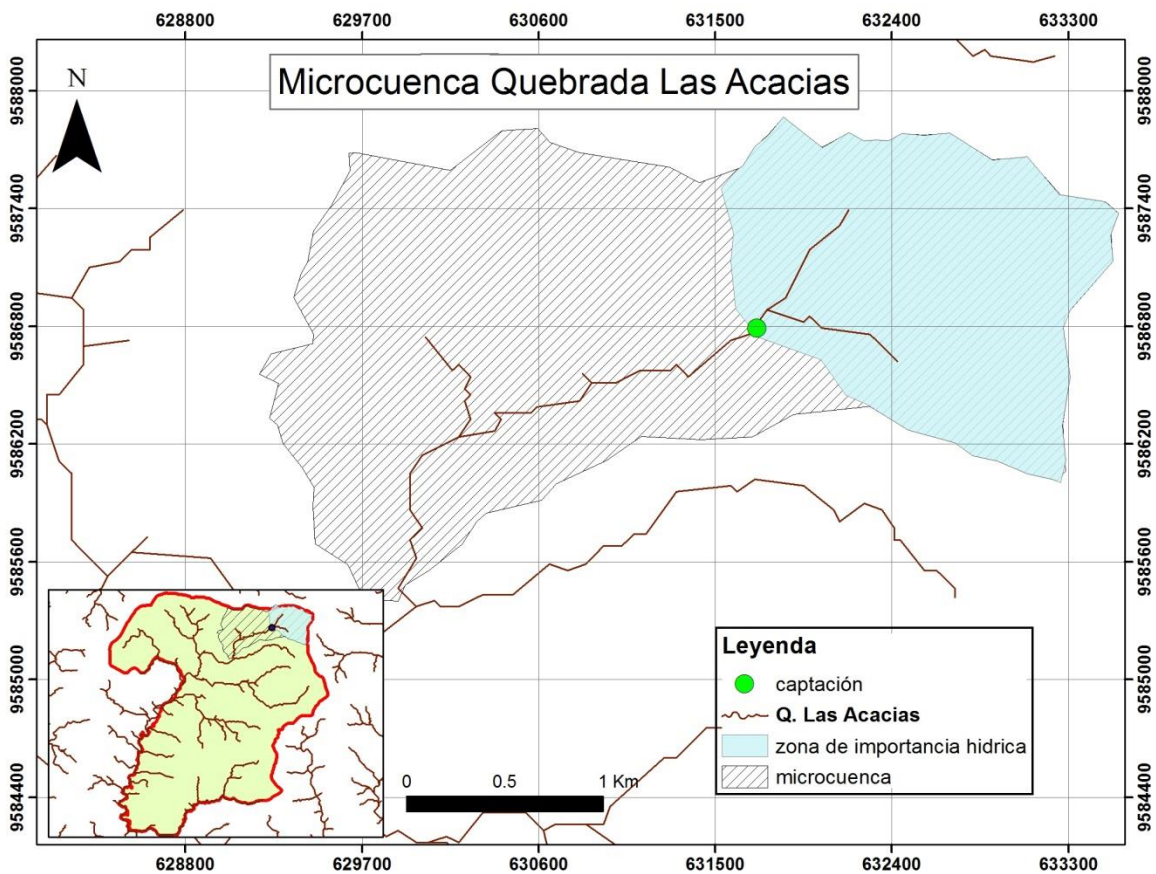 628800 629700 630600 631500 632400 633300
Microcuenca Quebrada Las Acacias
N
9588000 9588000
9587400 9587400
9586800 9586800
9586200 9586200
9585600 9585600
9585000 9585000
9584400 9584400
Leyenda
captación
Q. Las Acacias
zona de importancia hidrica
microcuenca
0 0.5 1 Km
628800 629700 630600 631500 632400 633300